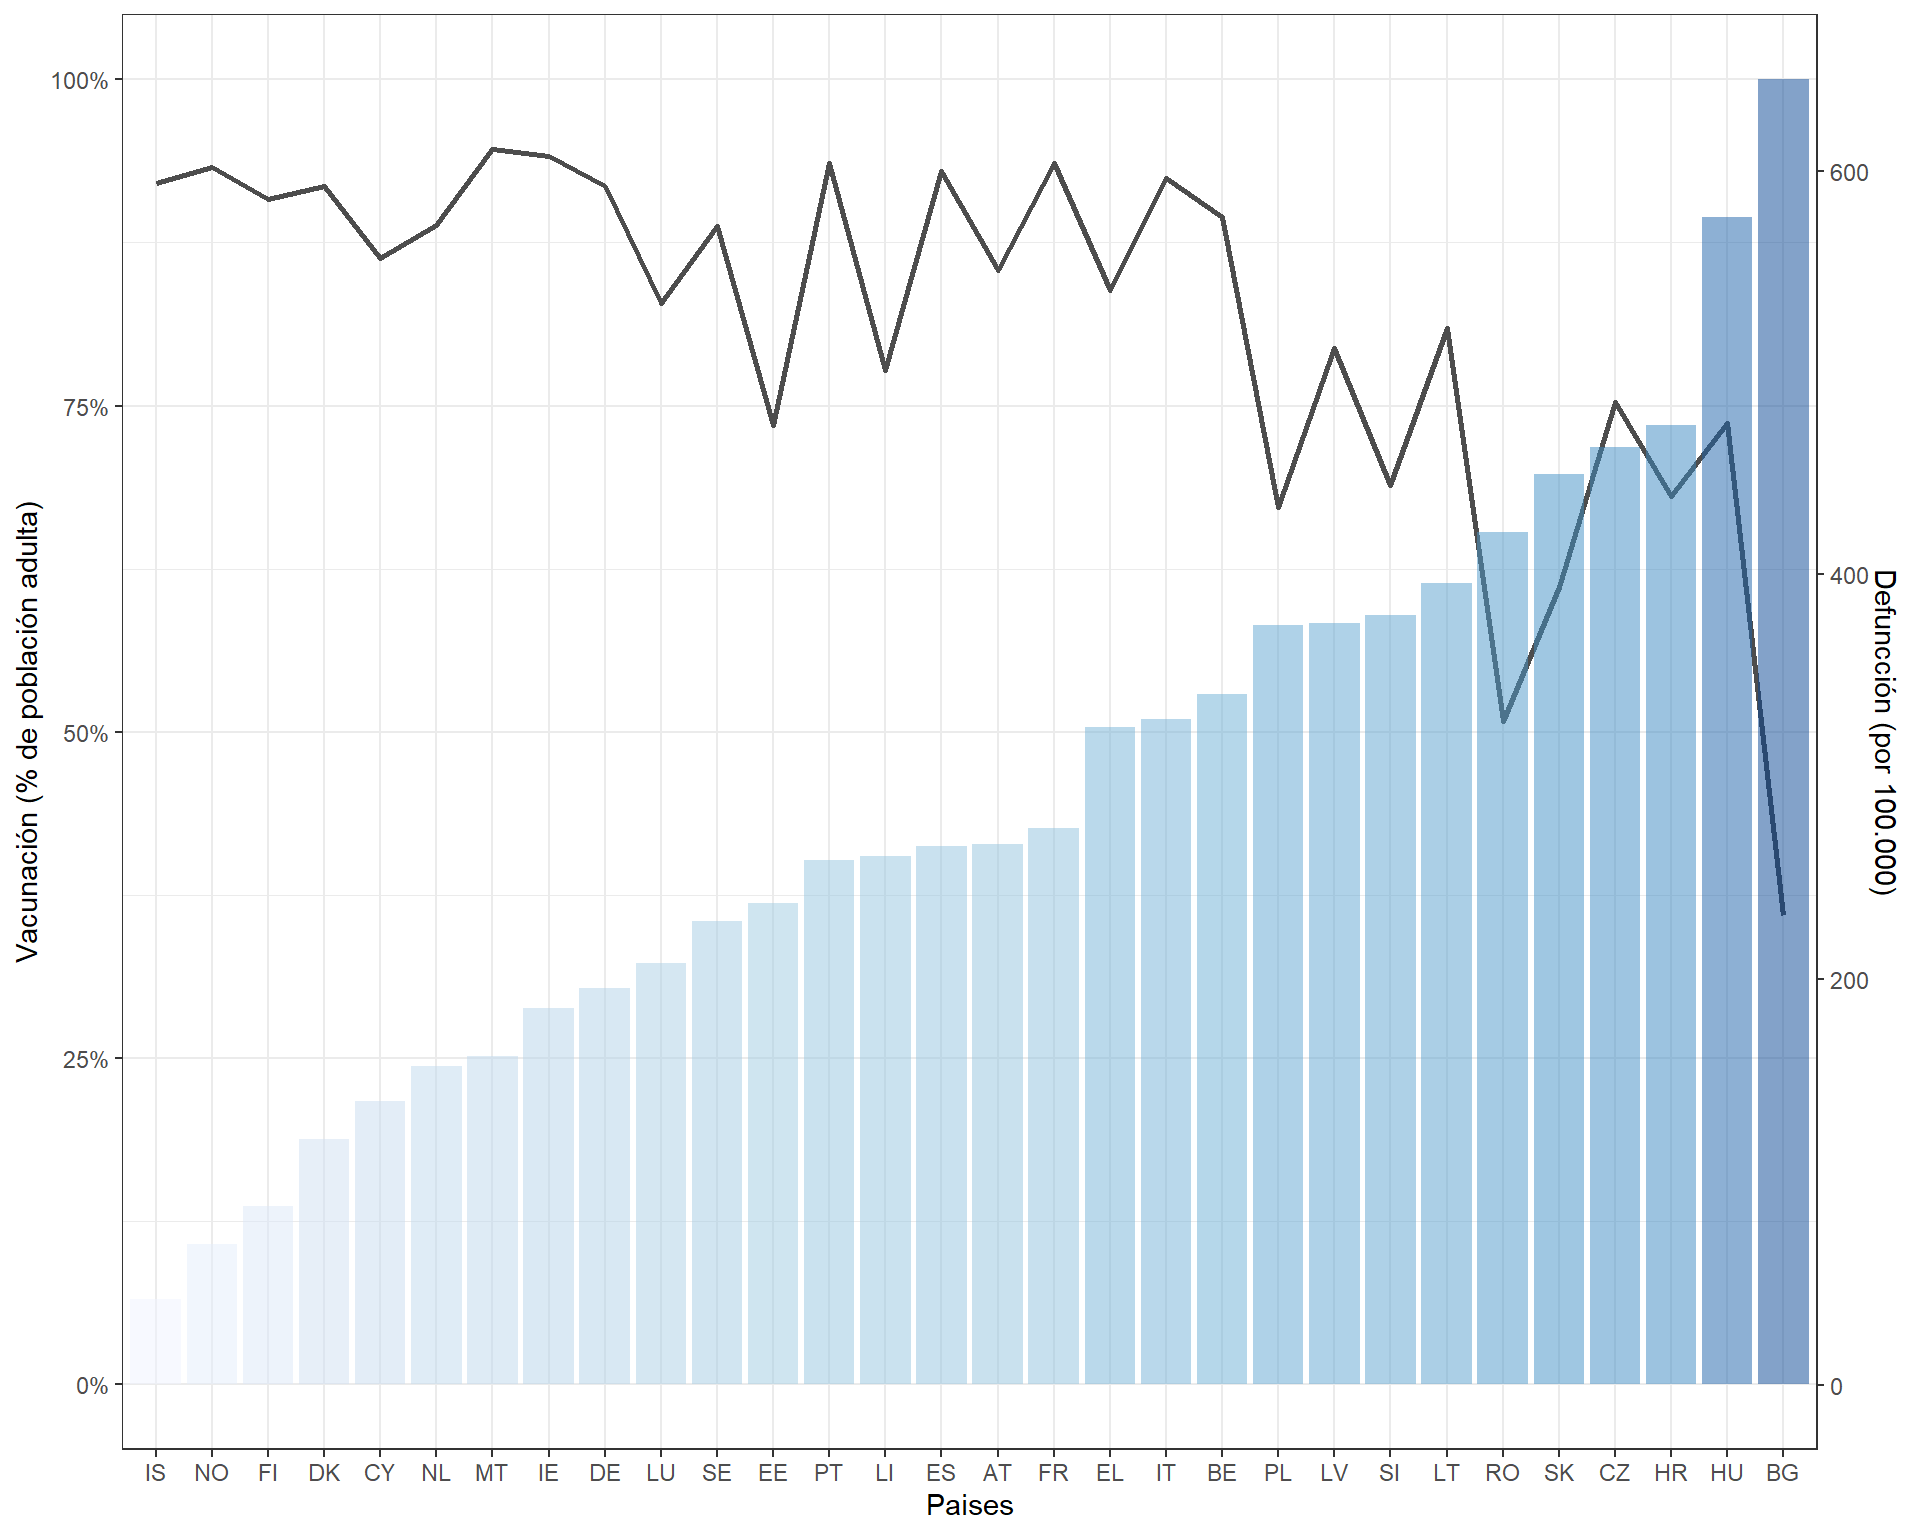 100%
75%
50%
25%
0%
Vacunación (% de población adulta)
600
400
200
0
Defuncción (por 100.000)
IS NO FI DK CY NL MT IE DE LU SE EE PT LI ES AT FR EL IT BE PL LV SI LT RO SK CZ HR HU BG
Paises